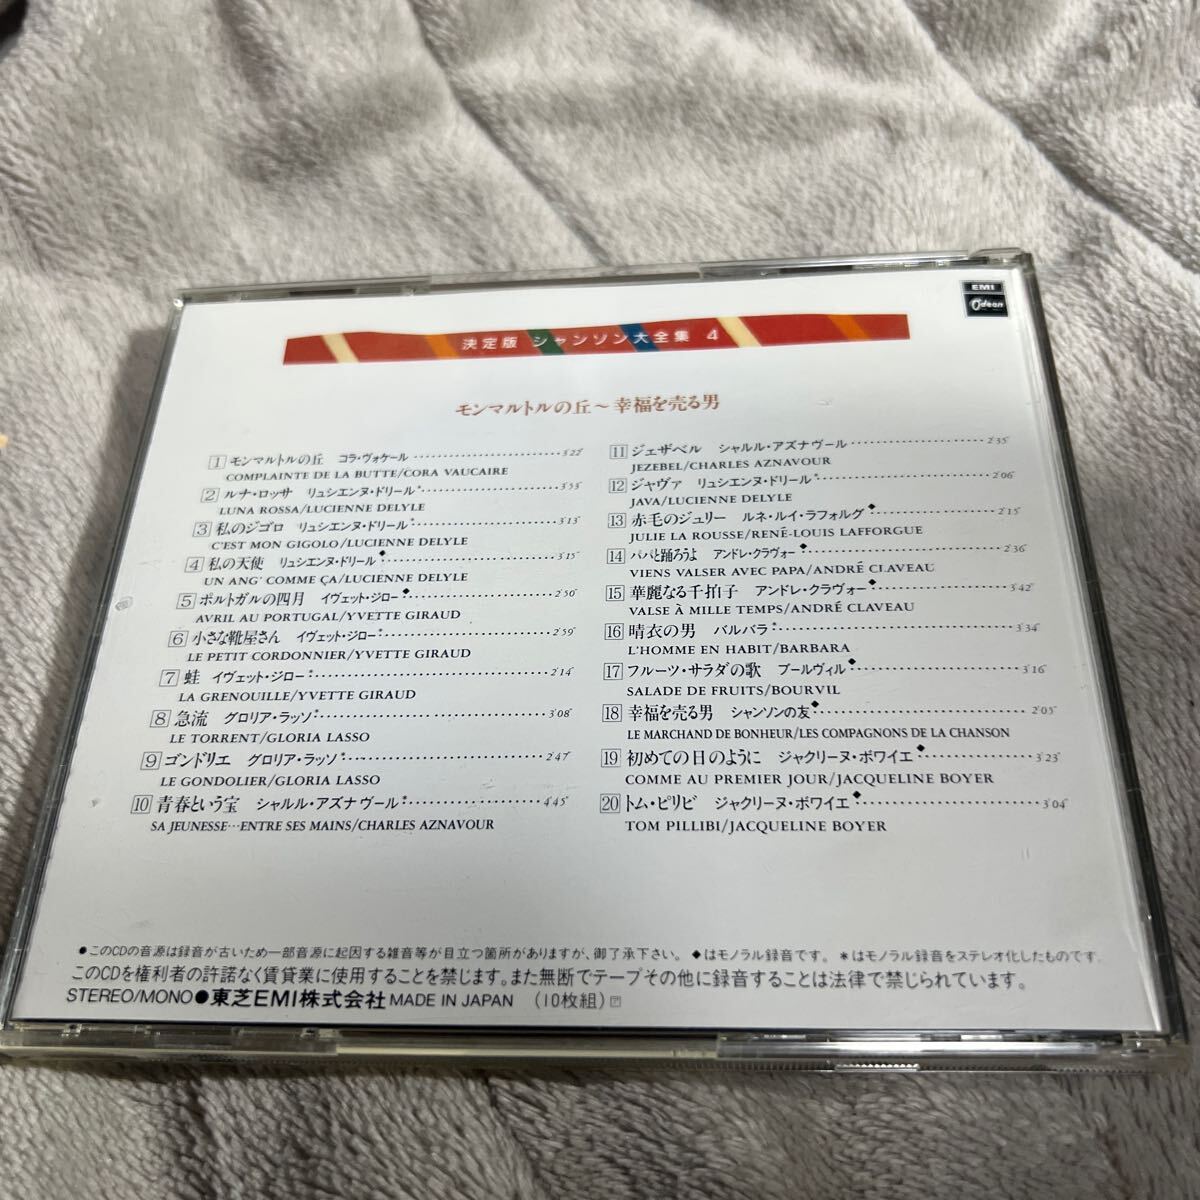 EMI
Odeon
決定版 シャンソン大全集 4
モンマルトルの丘～幸福を売る男
1 モンマルトルの丘 コラ・ヴォケール 3'22"
COMPLAINTE DE LA BUTTE/CORA VAUCAIRE
2 ルナ・ロッサ リュシエンヌ・ドリール* 3'53"
LUNA ROSSA/LUCIENNE DELYLE
3 私のジゴロ リュシエンヌ・ドリール* 3'13"
C'EST MON GIGOLO/LUCIENNE DELYLE
4 私の天使 リュシエンヌ・ドリール◆ 3'15"
UN ANG' COMME ÇA/LUCIENNE DELYLE
5 ポルトガルの四月 イヴェット・ジロー◆ 2'50"
AVRIL AU PORTUGAL/YVETTE GIRAUD
6 小さな靴屋さん イヴェット・ジロー* 2'59"
LE PETIT CORDONNIER/YVETTE GIRAUD
7 蛙 イヴェット・ジロー* 2'14"
LA GRENOUILLE/YVETTE GIRAUD
8 急流 グロリア・ラッソ* 3'08"
LE TORRENT/GLORIA LASSO
9 ゴンドリエ グロリア・ラッソ* 2'47"
LE GONDOLIER/GLORIA LASSO
10 青春という宝 シャルル・アズナヴール* 4'45"
SA JEUNESSE…ENTRE SES MAINS/CHARLES AZNAVOUR
11 ジェザベル シャルル・アズナヴール 2'35"
JEZEBEL/CHARLES AZNAVOUR
12 ジャヴァ リュシエンヌ・ドリール* 2'06"
JAVA/LUCIENNE DELYLE
13 赤毛のジュリー ルネ・ルイ・ラフォルグ◆ 2'15"
JULIE LA ROUSSE/RENÉ-LOUIS LAFFORGUE
14 パパと踊ろうよ アンドレ・クラヴォー◆ 2'36"
VIENS VALSER AVEC PAPA/ANDRÉ CLAVEAU
15 華麗なる千拍子 アンドレ・クラヴォー◆ 3'42"
VALSE À MILLE TEMPS/ANDRÉ CLAVEAU
16 晴衣の男 バルバラ* 3'34"
L'HOMME EN HABIT/BARBARA
17 フルーツ・サラダの歌 ブールヴィル◆ 3'16"
SALADE DE FRUITS/BOURVIL
18 幸福を売る男 シャンソンの友◆ 2'05"
LE MARCHAND DE BONHEUR/LES COMPAGNONS DE LA CHANSON
19 初めての日のように ジャクリーヌ・ボワイエ◆ 3'23"
COMME AU PREMIER JOUR/JACQUELINE BOYER
20 トム・ピリビ ジャクリーヌ・ボワイエ◆ 3'04"
TOM PILLIBI/JACQUELINE BOYER
●このCDの音源は録音が古いため一部音源に起因する雑音等が目立つ箇所がありますが、御了承下さい。◆はモノラル録音です。*はモノラル録音をステレオ化したものです。
このCDを権利者の許諾なく賃貸業に使用することを禁じます。また無断でテープその他に録音することは法律で禁じられています。
STEREO/MONO●東芝EMI株式会社 MADE IN JAPAN (10枚組)